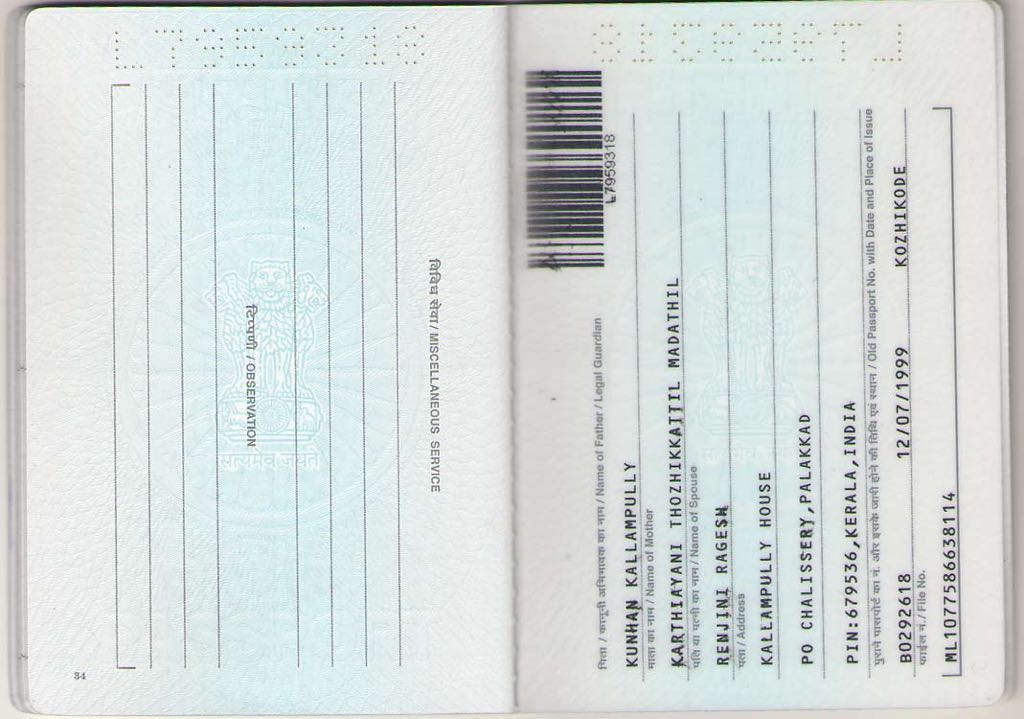 L7959318
विविध सेवा / MISCELLANEOUS SERVICE
टिप्पणी / OBSERVATION
सत्यमेव जयते
34
L7959318
L7959318
पिता / कानूनी अभिभावक का नाम / Name of Father / Legal Guardian
KUNHAN KALLAMPULLY
माता का नाम / Name of Mother
KARTHIAYANI THOZHIKKATTIL MADATHIL
पति या पत्नी का नाम / Name of Spouse
RENJINI RAGESH
पता / Address
KALLAMPULLY HOUSE
PO CHALISSERY,PALAKKAD
PIN:679536,KERALA,INDIA
पुराने पासपोर्ट का नं. और इसके जारी होने की तिथि एवं स्थान / Old Passport No. with Date and Place of Issue
B0292618 12/07/1999 KOZHIKODE
फाईल नं. / File No.
ML1077586638114